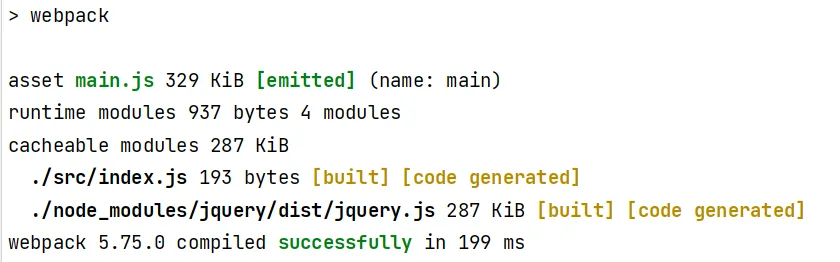 > webpack
asset main.js 329 KiB [emitted] (name: main)
runtime modules 937 bytes 4 modules
cacheable modules 287 KiB
./src/index.js 193 bytes [built] [code generated]
./node_modules/jquery/dist/jquery.js 287 KiB [built] [code generated]
webpack 5.75.0 compiled successfully in 199 ms